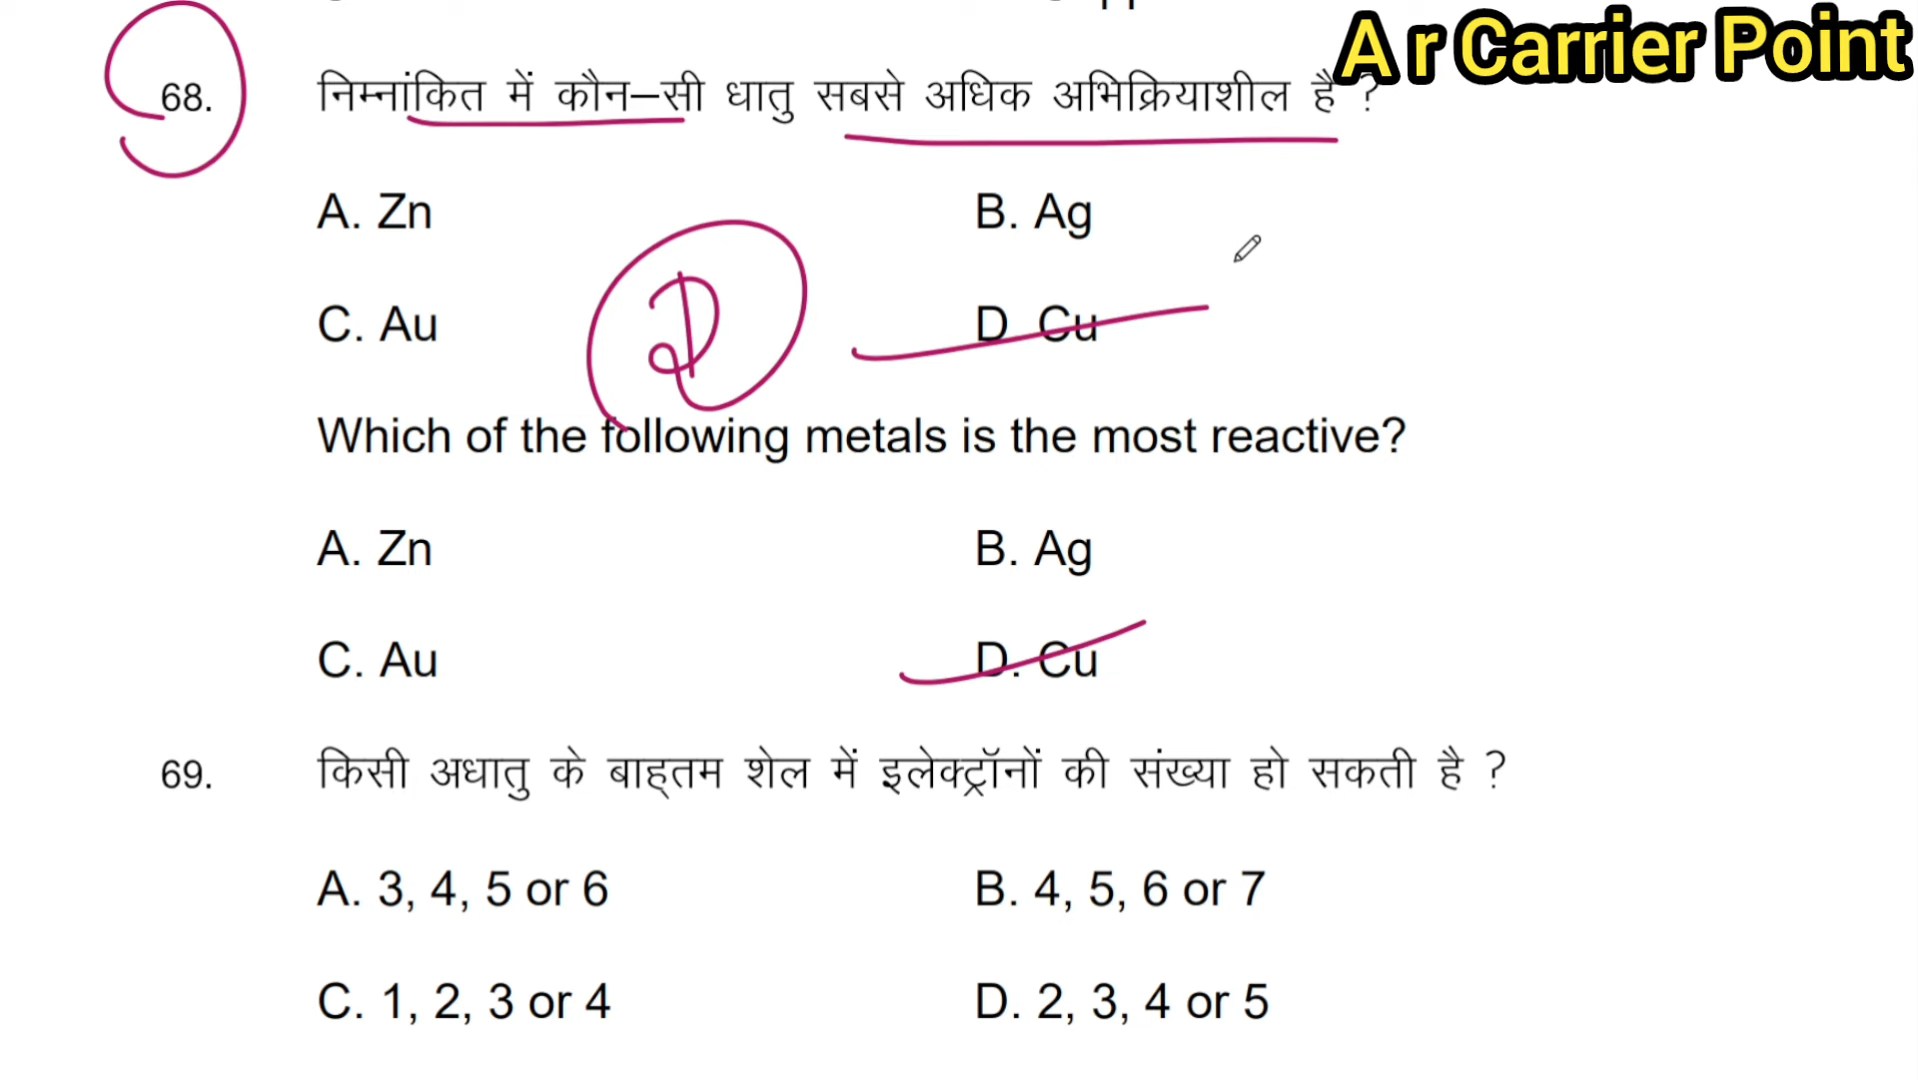 A r Carrier Point
68. निम्नांकित में कौन–सी धातु सबसे अधिक अभिक्रियाशील है ?
A. Zn B. Ag
D
C. Au D. Cu
Which of the following metals is the most reactive?
A. Zn B. Ag
C. Au D. Cu
69. किसी अधातु के बाह्तम शेल में इलेक्ट्रॉनों की संख्या हो सकती है ?
A. 3, 4, 5 or 6 B. 4, 5, 6 or 7
C. 1, 2, 3 or 4 D. 2, 3, 4 or 5